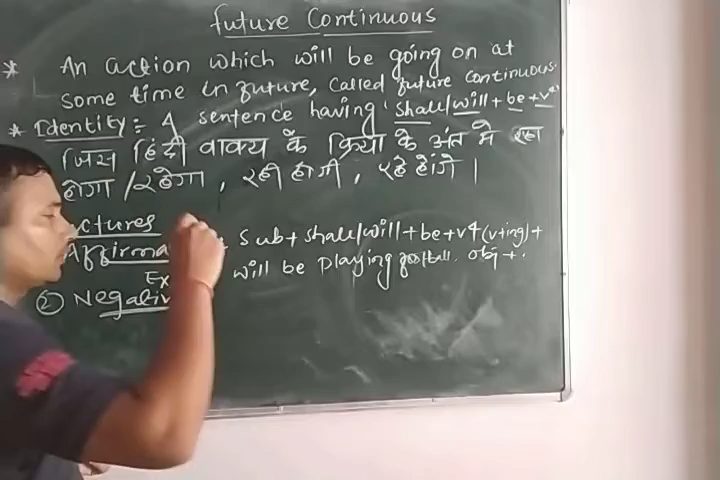 future Continuous
* An action which will be going on at
some time in future, called future continuous.
* Identity:= A sentence having 'shall/will+be+v4'
जिस हिंदी वाक्य के क्रिया के अंत मे रहा
होगा/रहेगा, रही होगी, रहे होंगे।
ctures
Affirma Sub+shall/will+be+v4(v+ing)+
Ex will be playing football. obj+.
② Negativ